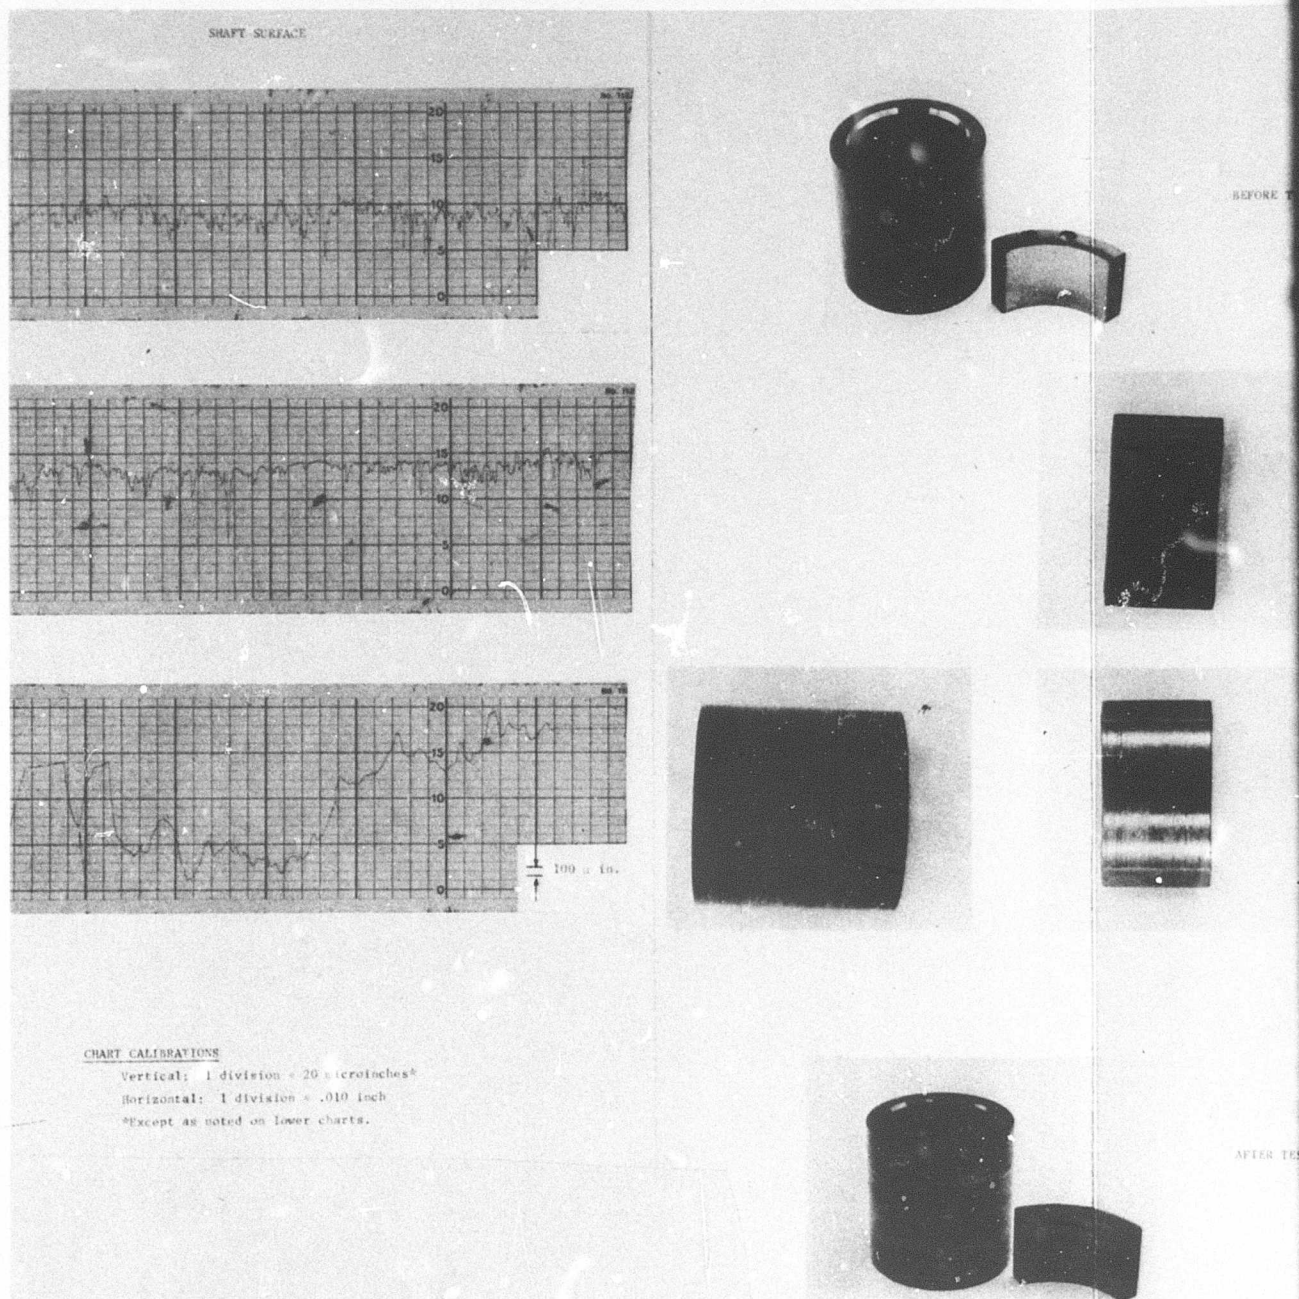 SHAFT SURFACE
20
15
10
5
0
BEFORE T
20
15
10
5
0
20
15
10
5
0
100 µ in.
CHART CALIBRATIONS
Vertical: 1 division = 20 microinches*
Horizontal: 1 division = .010 inch
*Except as noted on lower charts.
AFTER TES